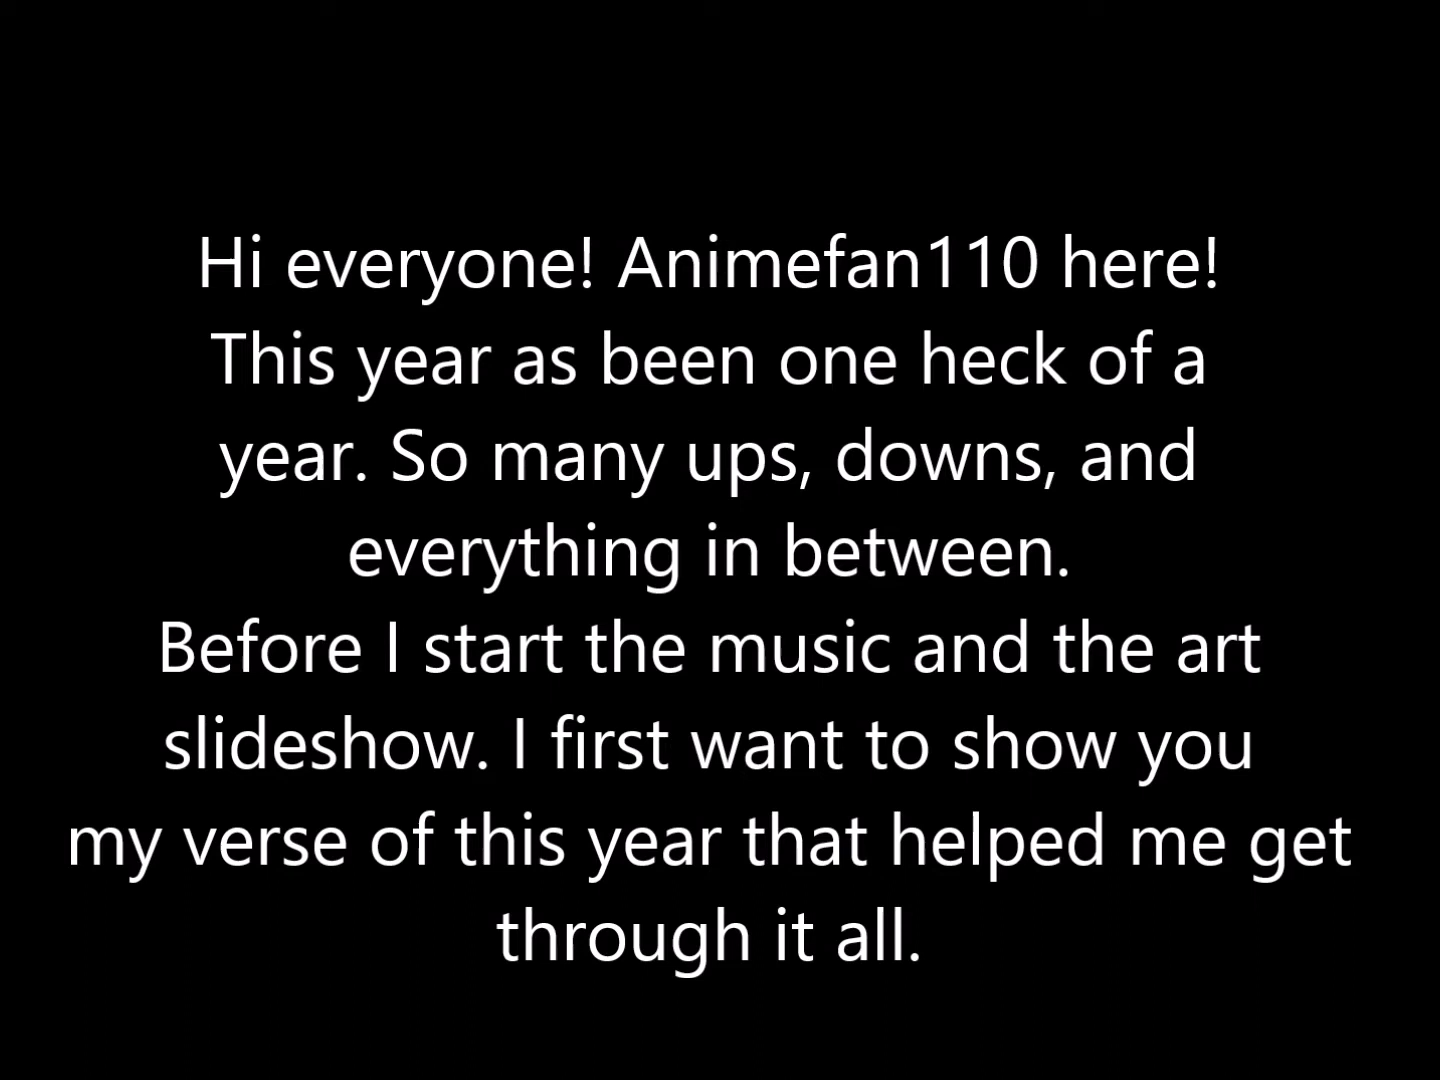 Hi everyone! Animefan110 here!
This year as been one heck of a
year. So many ups, downs, and
everything in between.
Before I start the music and the art
slideshow. I first want to show you
my verse of this year that helped me get
through it all.